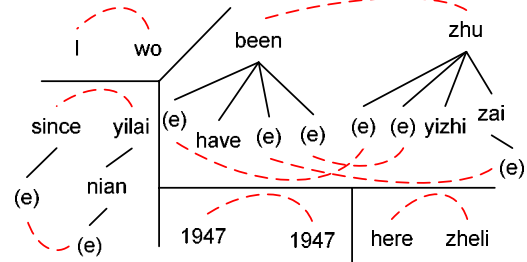 I wo
been
zhu
since yilai
(e) have (e) (e) (e) (e) yizhi zai
(e) nian (e)
(e)
1947 1947 here zheli